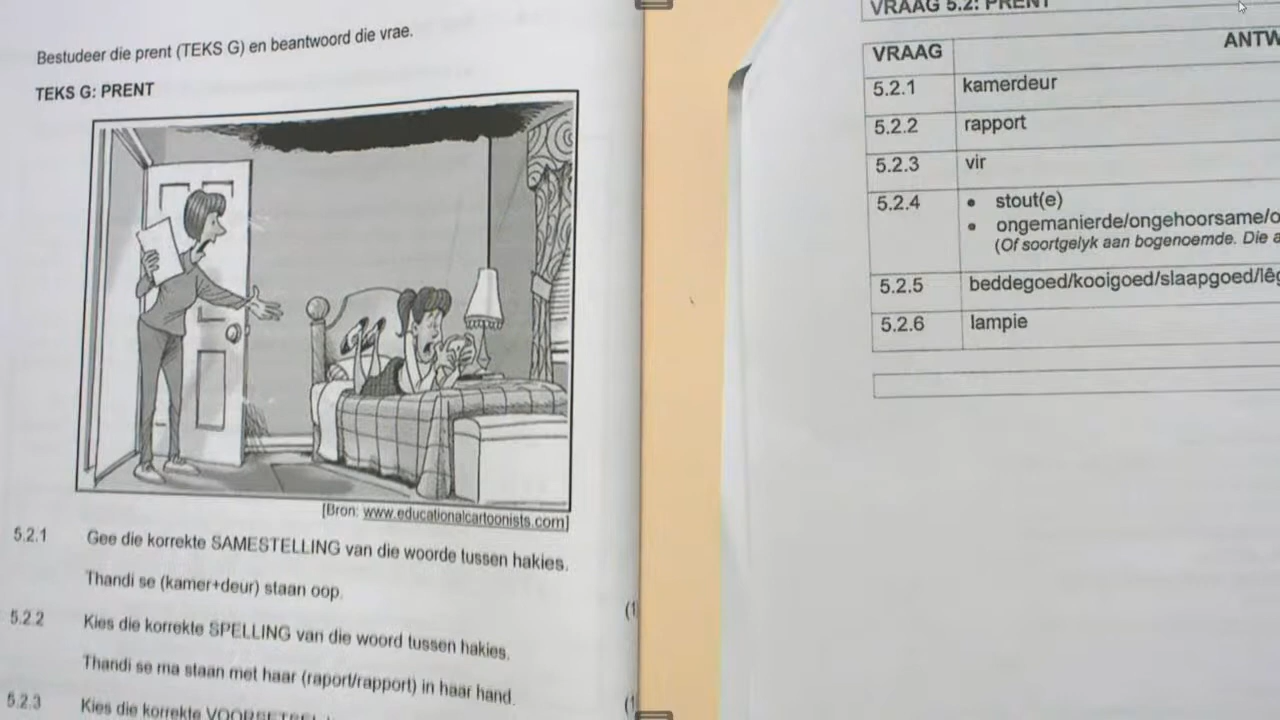 Bestudeer die prent (TEKS G) en beantwoord die vrae.
TEKS G: PRENT
[Bron: www.educationalcartoonists.com]
5.2.1 Gee die korrekte SAMESTELLING van die woorde tussen hakies.
Thandi se (kamer+deur) staan oop.
(1
5.2.2 Kies die korrekte SPELLING van die woord tussen hakies.
Thandi se ma staan met haar (raport/rapport) in haar hand.
(1
5.2.3 Kies die korrekte
VRAAG 5.2: PRENT
VRAAG ANTW
5.2.1 kamerdeur
5.2.2 rapport
5.2.3 vir
5.2.4 • stout(e)
• ongemanierde/ongehoorsame/o
(Of soortgelyk aan bogenoemde. Die a
5.2.5 beddegoed/kooigoed/slaapgoed/lêg
5.2.6 lampie